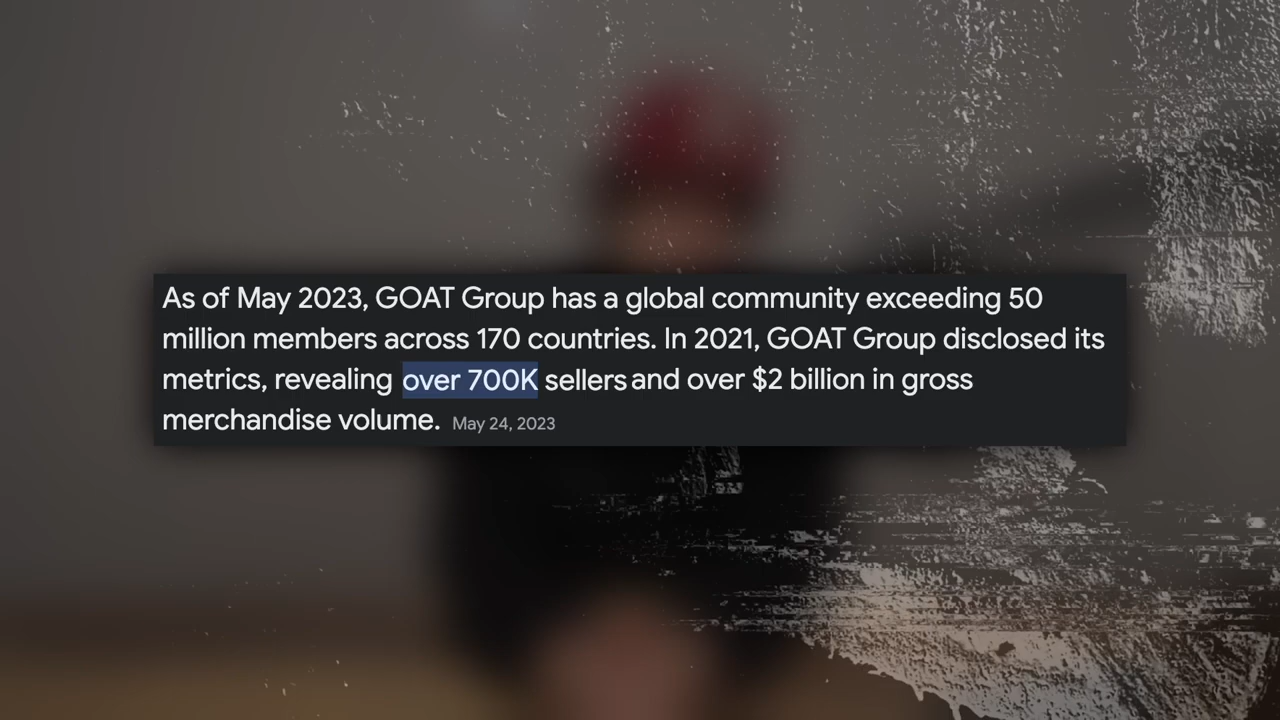 As of May 2023, GOAT Group has a global community exceeding 50
million members across 170 countries. In 2021, GOAT Group disclosed its
metrics, revealing over 700K sellers and over $2 billion in gross
merchandise volume. May 24, 2023